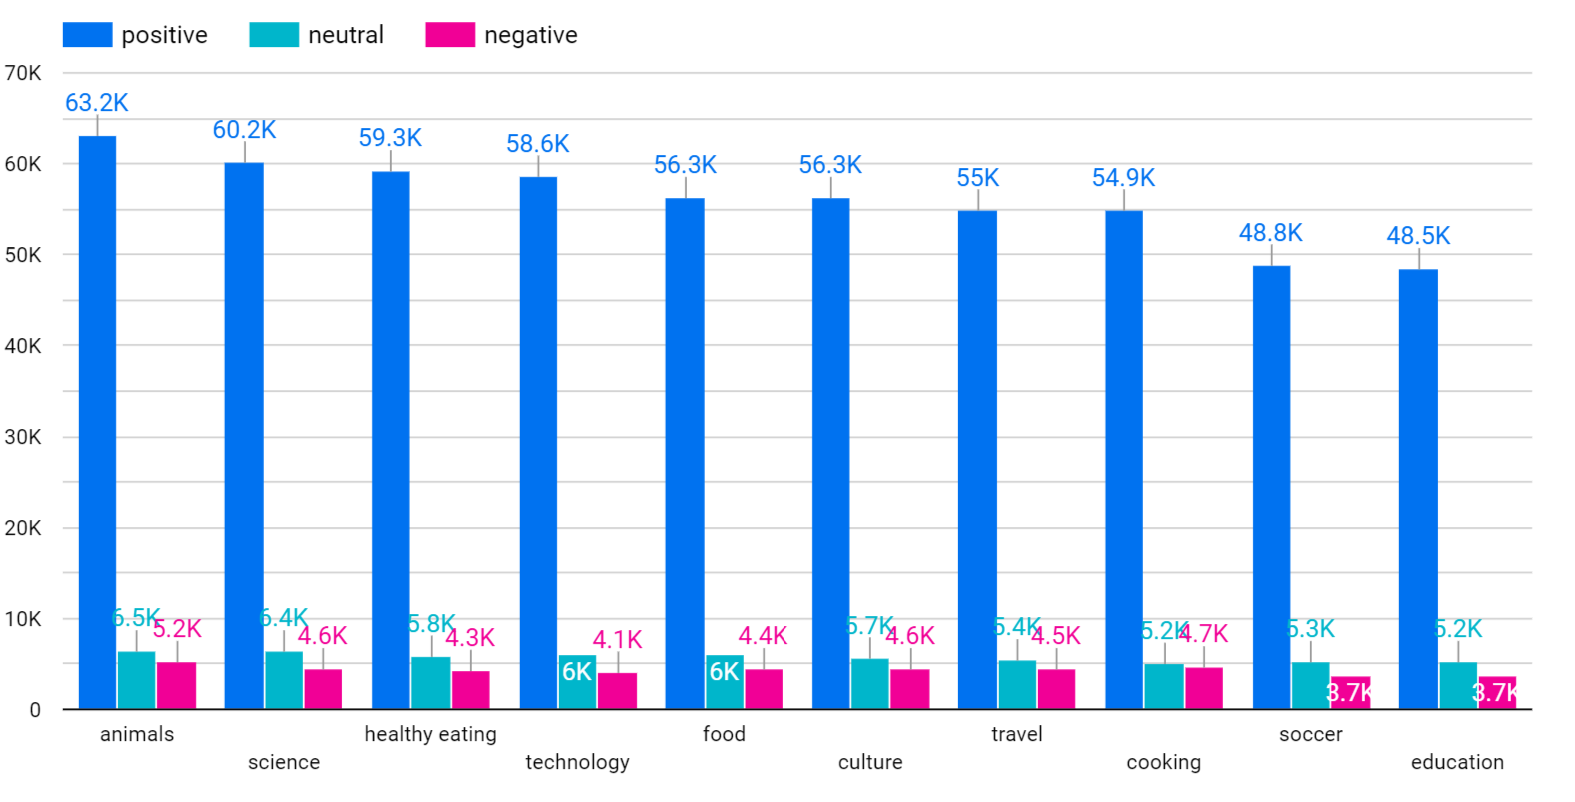 positive neutral negative
70K
63.2K 60.2K 59.3K 58.6K 56.3K 56.3K 55K 54.9K 48.8K 48.5K
60K
50K
40K
30K
20K
10K
6.5K 5.2K 6.4K 4.6K 5.8K 4.3K 6K 4.1K 6K 4.4K 5.7K 4.6K 5.4K 4.5K 5.2K 4.7K 5.3K 3.7K 5.2K 3.7K
0
animals healthy eating food travel soccer
science technology culture cooking education